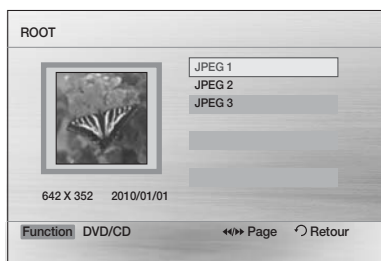 ROOT
JPEG 1
JPEG 2
JPEG 3
642 X 352 2010/01/01
Function DVD/CD Page Retour